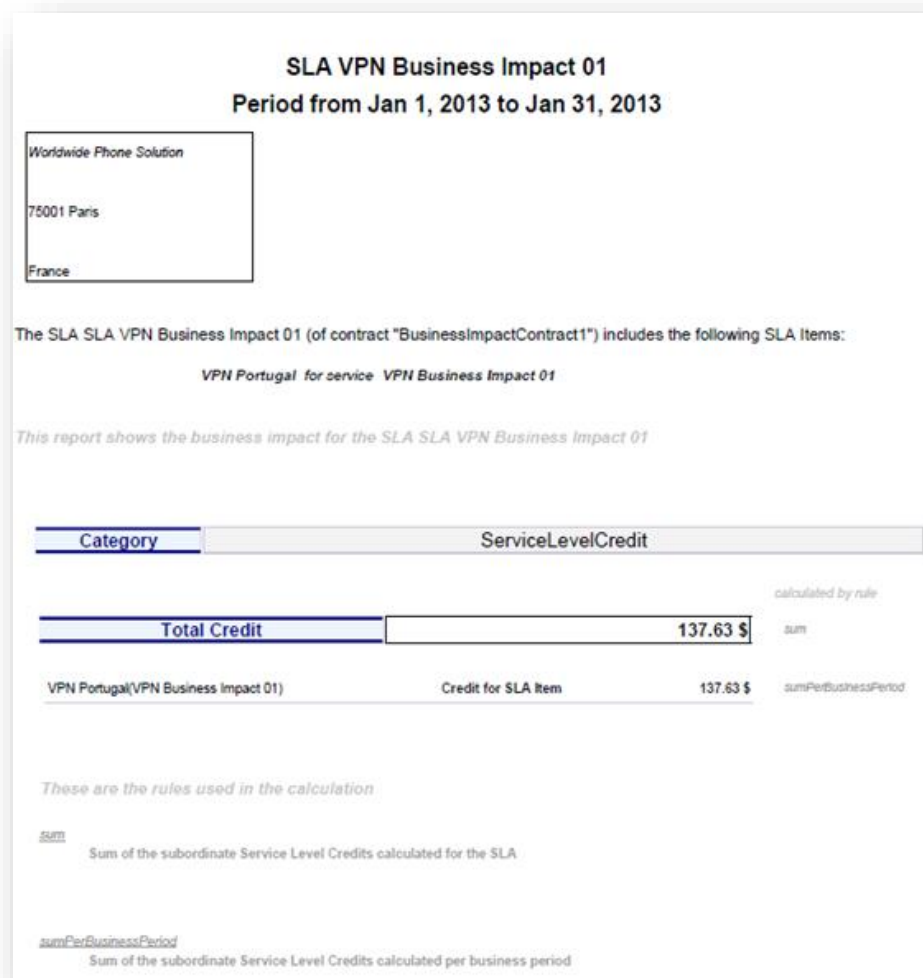 SLA VPN Business Impact 01
Period from Jan 1, 2013 to Jan 31, 2013
Worldwide Phone Solution
75001 Paris
France
The SLA SLA VPN Business Impact 01 (of contract "BusinessImpactContract1") includes the following SLA Items:
VPN Portugal for service VPN Business Impact 01
This report shows the business impact for the SLA SLA VPN Business Impact 01
Category ServiceLevelCredit
calculated by rule
Total Credit 137.63 $ sum
VPN Portugal(VPN Business Impact 01) Credit for SLA Item 137.63 $ sumPerBusinessPeriod
These are the rules used in the calculation
sum
Sum of the subordinate Service Level Credits calculated for the SLA
sumPerBusinessPeriod
Sum of the subordinate Service Level Credits calculated per business period